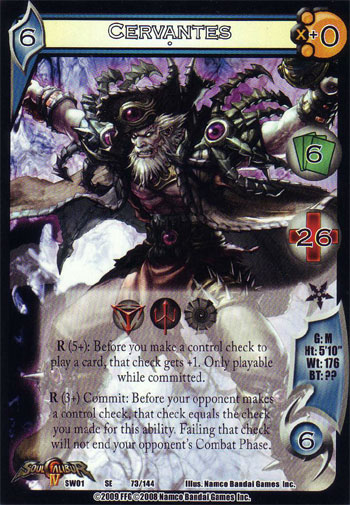 6
CERVANTES
X+0
6
26
R (5+): Before you make a control check to
play a card, that check gets +1. Only playable
while committed.
R (3+) Commit: Before your opponent makes
a control check, that check equals the check
you made for this ability. Failing that check
will not end your opponent's Combat Phase.
G: M
Ht: 5'10"
Wt: 176
BT: ??
6
SOULCALIBUR
IV
SW01 SE 73/144 Illus. Namco Bandai Games Inc.
©2009 FFG ©2008 Namco Bandai Games Inc.